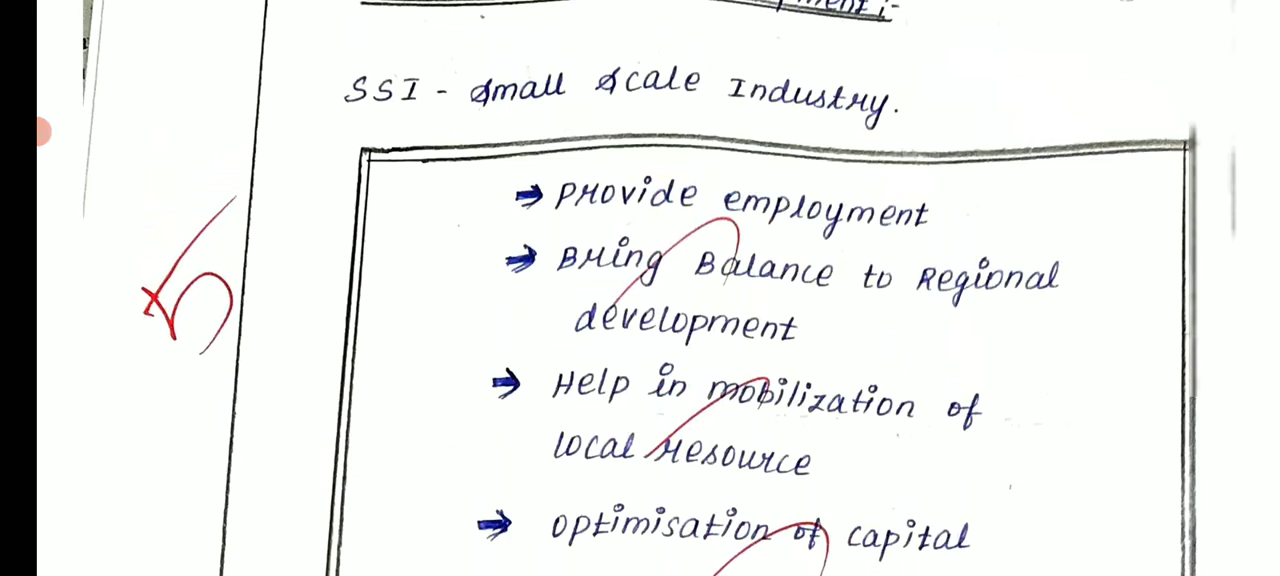 SSI - Small Scale Industry.
→ Provide employment
→ Bring Balance to Regional
development
→ Help in mobilization of
local resource
→ optimisation of capital
5